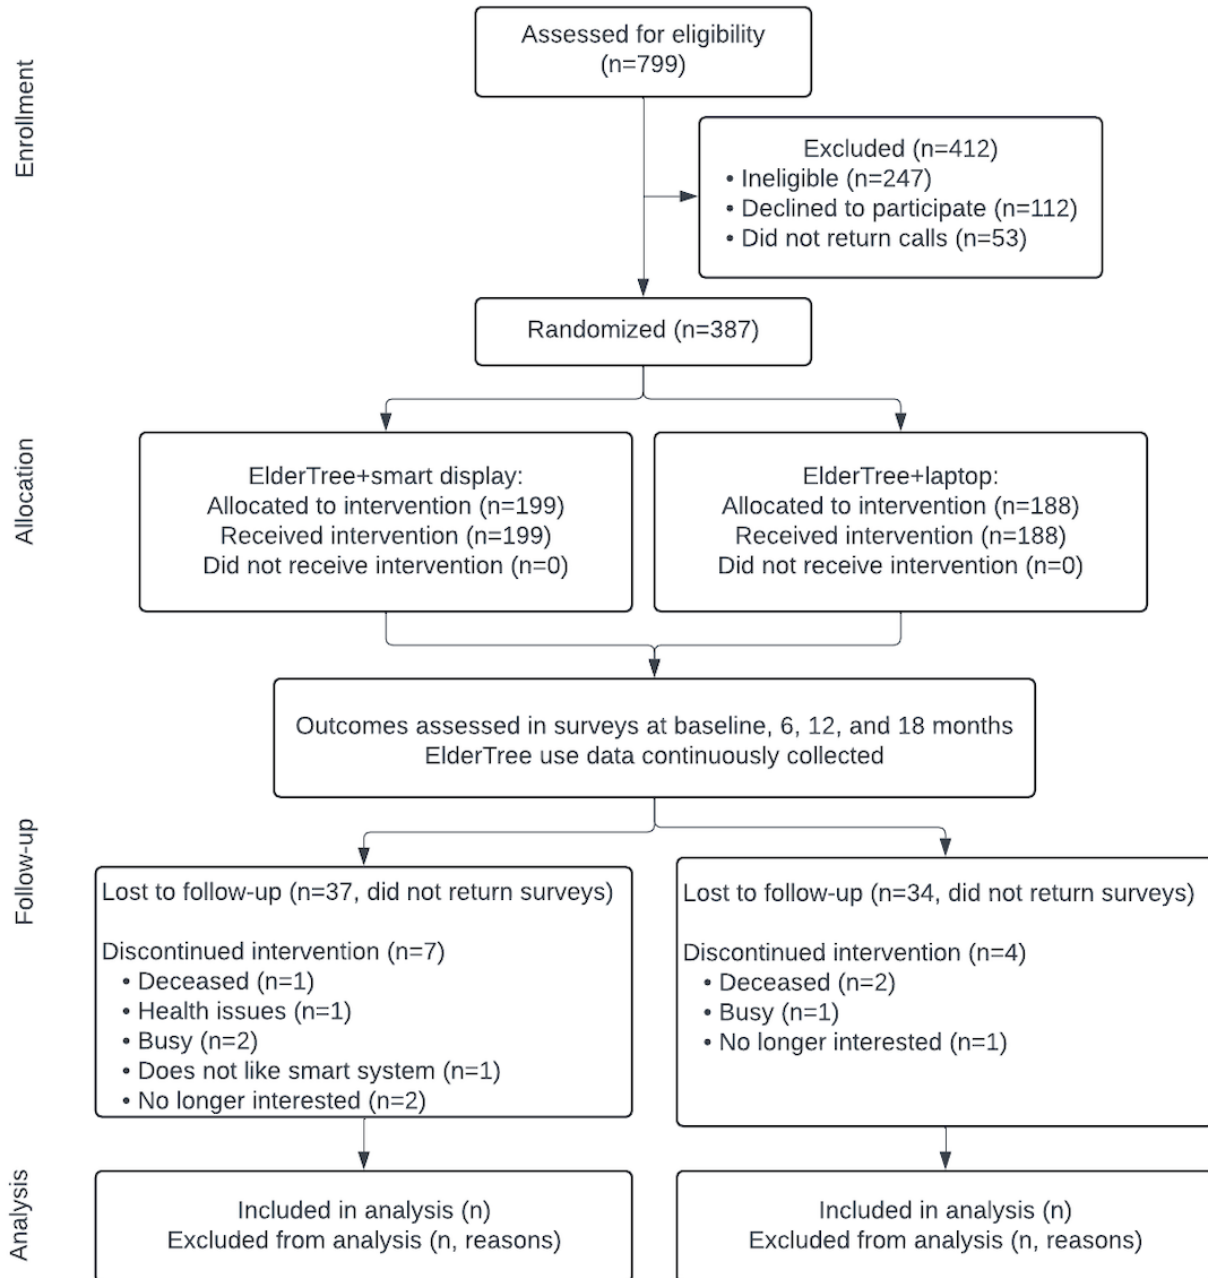 Enrollment
Assessed for eligibility
(n=799)
Excluded (n=412)
• Ineligible (n=247)
• Declined to participate (n=112)
• Did not return calls (n=53)
Randomized (n=387)
Allocation
ElderTree+smart display:
Allocated to intervention (n=199)
Received intervention (n=199)
Did not receive intervention (n=0)
ElderTree+laptop:
Allocated to intervention (n=188)
Received intervention (n=188)
Did not receive intervention (n=0)
Outcomes assessed in surveys at baseline, 6, 12, and 18 months
ElderTree use data continuously collected
Follow-up
Lost to follow-up (n=37, did not return surveys)
Discontinued intervention (n=7)
• Deceased (n=1)
• Health issues (n=1)
• Busy (n=2)
• Does not like smart system (n=1)
• No longer interested (n=2)
Lost to follow-up (n=34, did not return surveys)
Discontinued intervention (n=4)
• Deceased (n=2)
• Busy (n=1)
• No longer interested (n=1)
Analysis
Included in analysis (n)
Excluded from analysis (n, reasons)
Included in analysis (n)
Excluded from analysis (n, reasons)